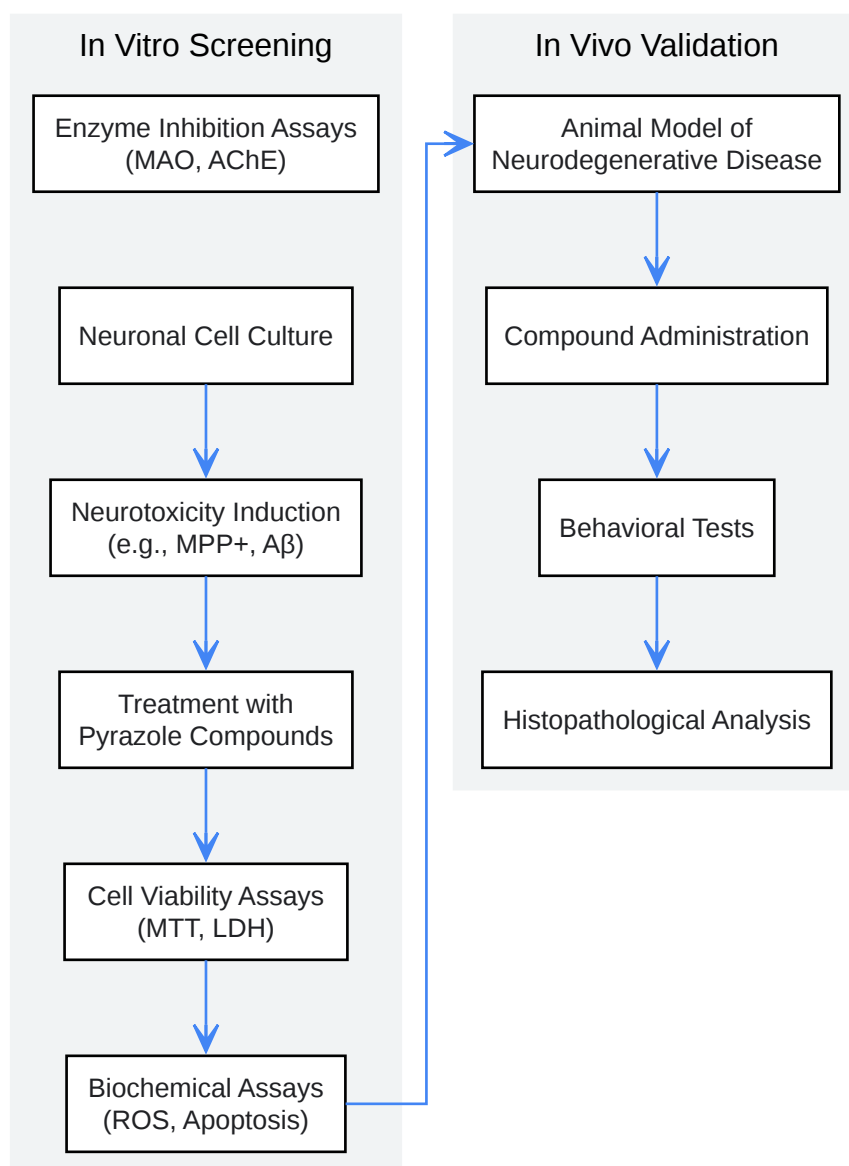 In Vitro Screening
Enzyme Inhibition Assays
(MAO, AChE)
Neuronal Cell Culture
Neurotoxicity Induction
(e.g., MPP+, Aβ)
Treatment with
Pyrazole Compounds
Cell Viability Assays
(MTT, LDH)
Biochemical Assays
(ROS, Apoptosis)
In Vivo Validation
Animal Model of
Neurodegenerative Disease
Compound Administration
Behavioral Tests
Histopathological Analysis